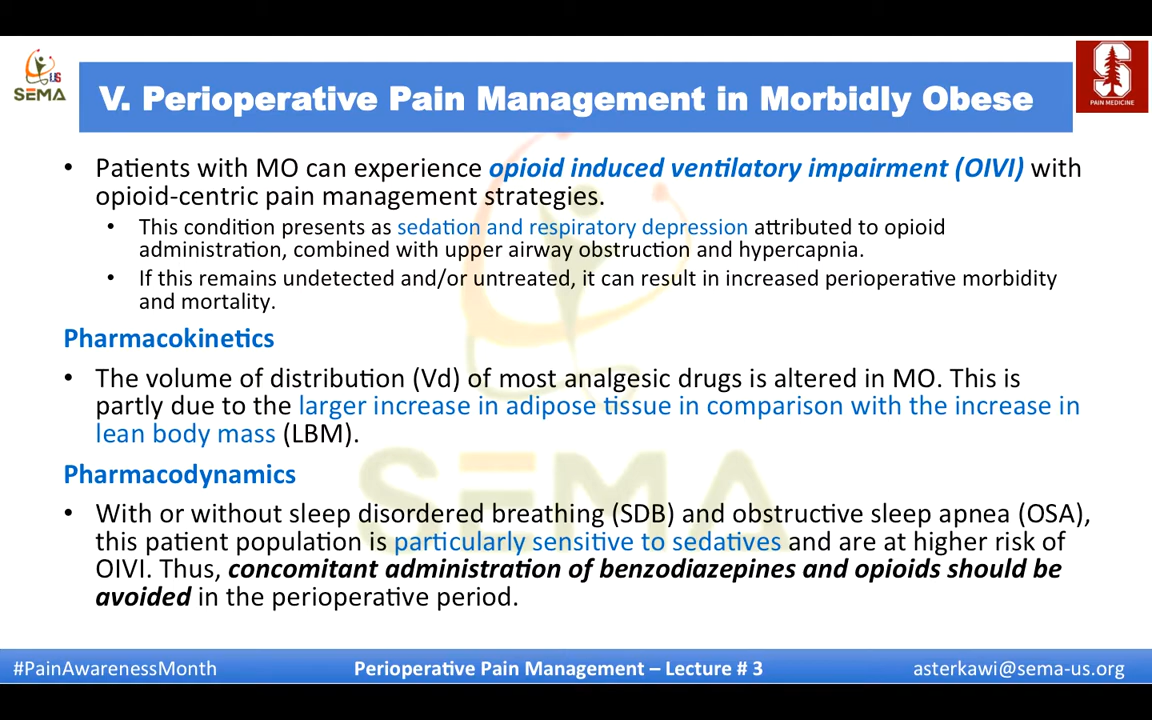 US
SEMA
V. Perioperative Pain Management in Morbidly Obese
S
PAIN MEDICINE
• Patients with MO can experience opioid induced ventilatory impairment (OIVI) with
opioid-centric pain management strategies.
• This condition presents as sedation and respiratory depression attributed to opioid
administration, combined with upper airway obstruction and hypercapnia.
• If this remains undetected and/or untreated, it can result in increased perioperative morbidity
and mortality.
Pharmacokinetics
• The volume of distribution (Vd) of most analgesic drugs is altered in MO. This is
partly due to the larger increase in adipose tissue in comparison with the increase in
lean body mass (LBM).
Pharmacodynamics
• With or without sleep disordered breathing (SDB) and obstructive sleep apnea (OSA),
this patient population is particularly sensitive to sedatives and are at higher risk of
OIVI. Thus, concomitant administration of benzodiazepines and opioids should be
avoided in the perioperative period.
SEMA
#PainAwarenessMonth
Perioperative Pain Management – Lecture # 3
asterkawi@sema-us.org